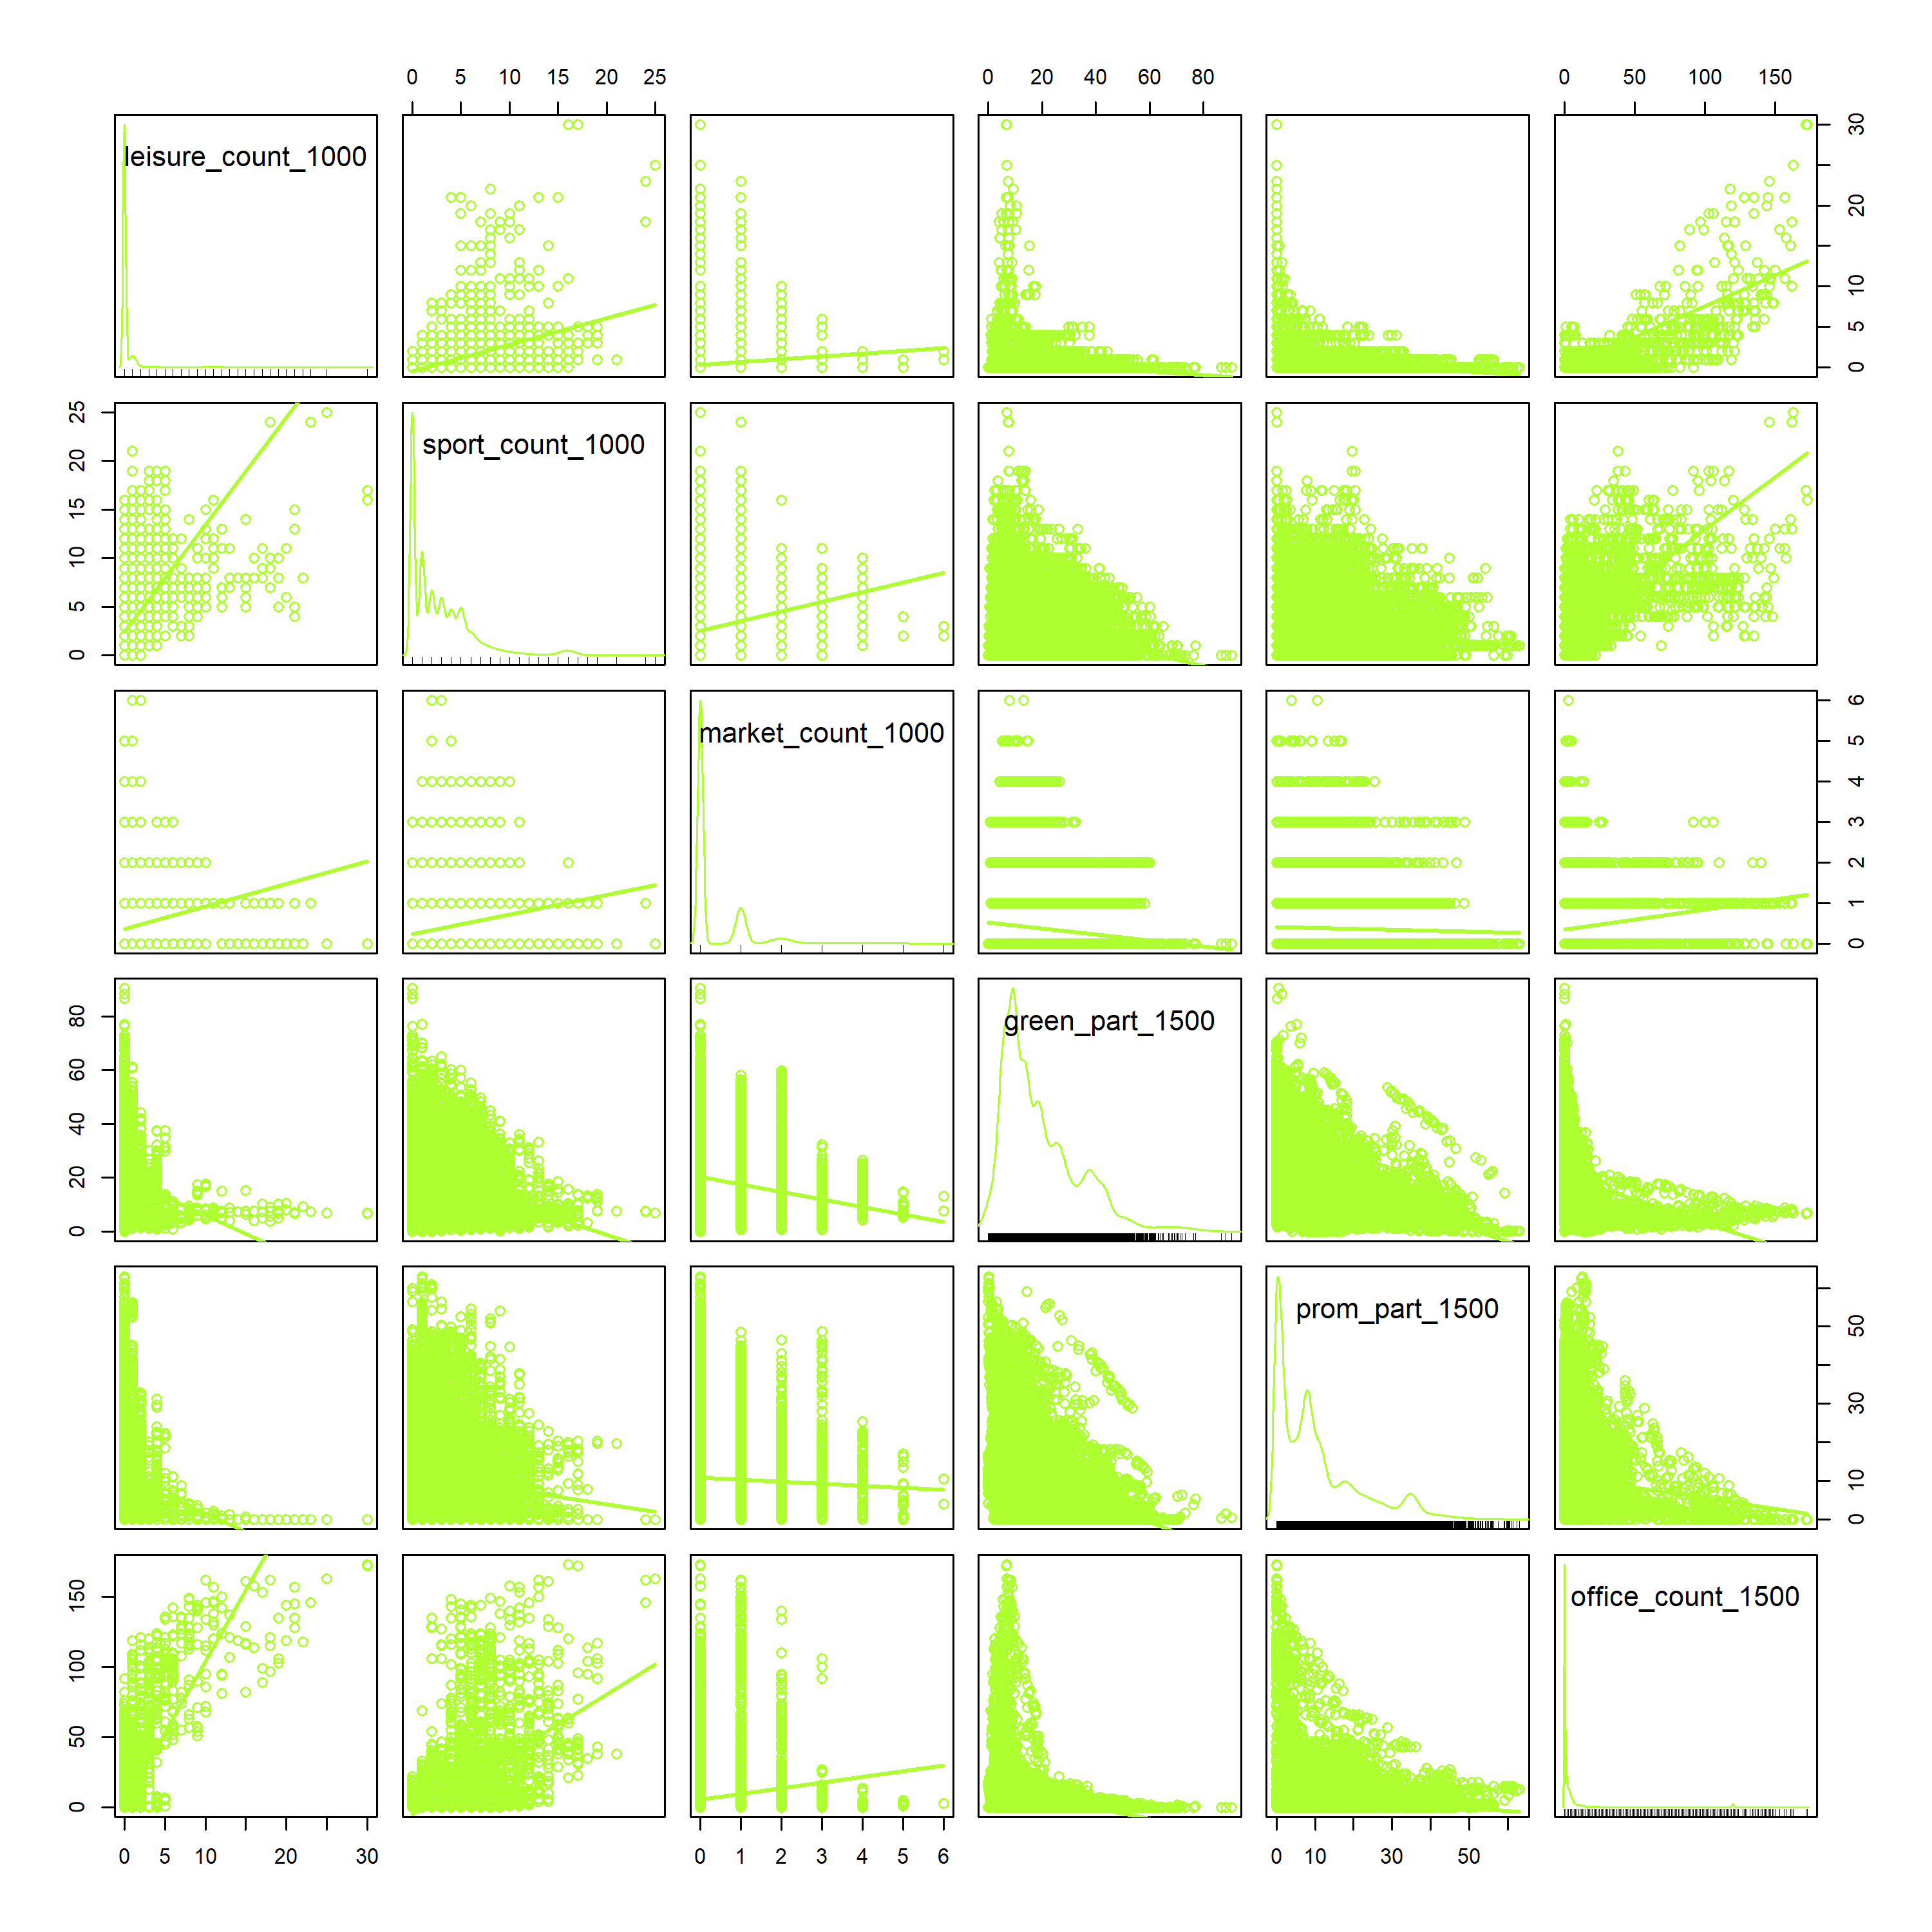 0 5 10 15 20 25 0 20 40 60 80 0 50 100 150
leisure_count_1000
0 5 10 20 30
sport_count_1000
0 5 10 15 20 25
market_count_1000
0 1 2 3 4 5 6
green_part_1500
0 20 40 60 80
prom_part_1500
0 10 30 50
office_count_1500
0 50 100 150
0 5 10 20 30 0 1 2 3 4 5 6 0 10 30 50